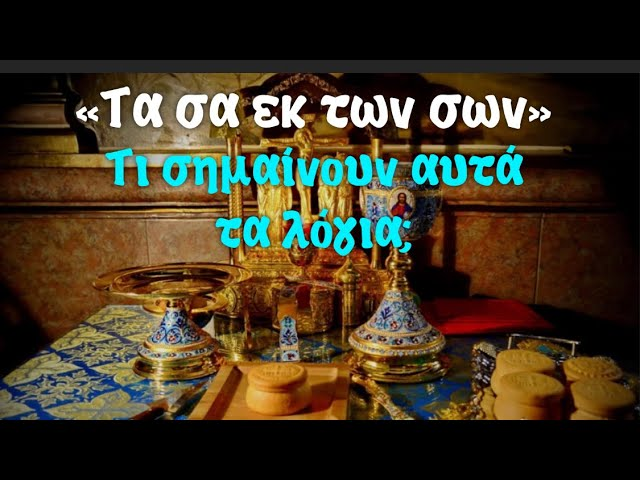 «Τα σα εκ των σων»
Τι σημαίνουν αυτά
τα λόγια;